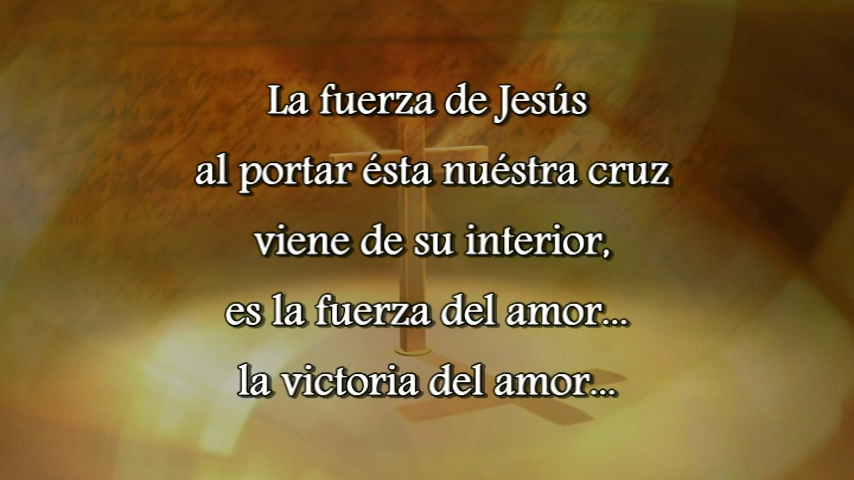 La fuerza de Jesús
al portar ésta nuéstra cruz
viene de su interior,
es la fuerza del amor...
la victoria del amor...